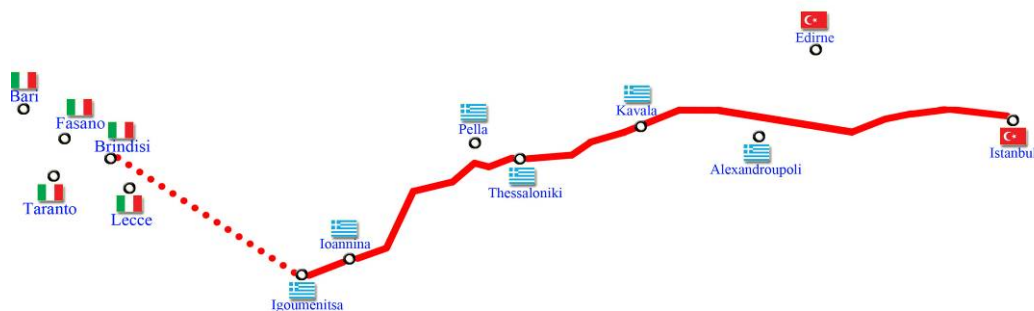 Edirne
Bari
Fasano
Brindisi
Taranto
Lecce
Pella
Kavala
Thessaloniki
Alexandroupoli
Istanbul
Ioannina
Igoumenitsa